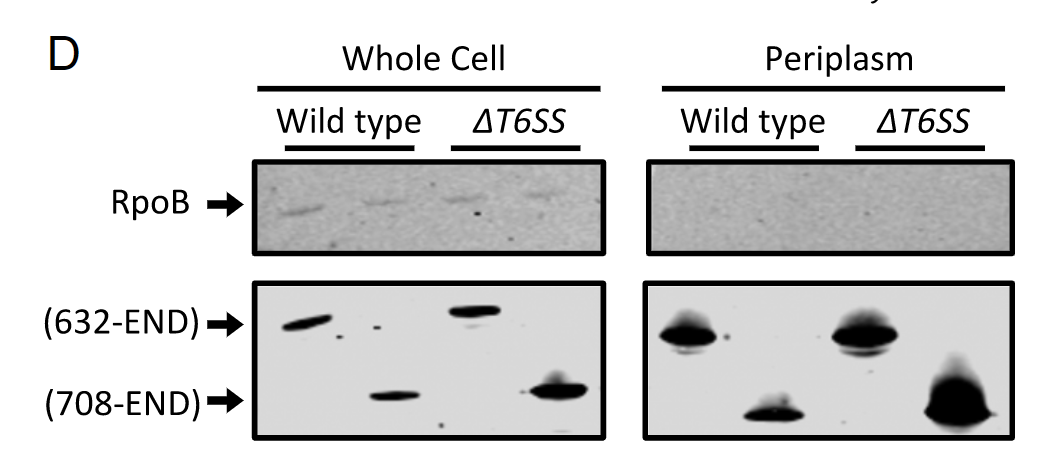 D
Whole Cell Periplasm
Wild type ΔT6SS Wild type ΔT6SS
RpoB
(632-END)
(708-END)